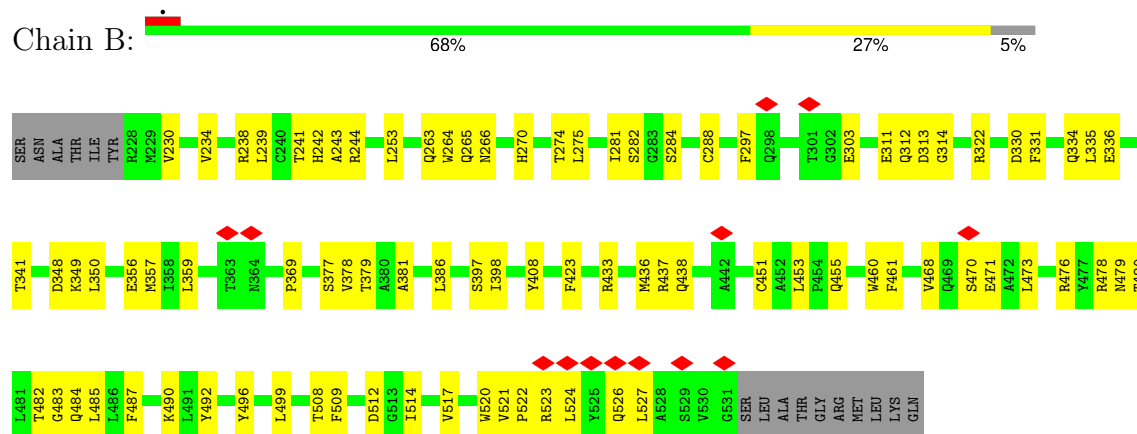 Chain B:
68% 27% 5%
SER ASN ALA THR ILE TYR R228 M229 V230 V234 R238 L239 C240 T241 H242 A243 R244 L253 Q263 W264 Q265 N266 H270 T274 L275 I281 S282 G283 S284 C288 F297 Q298 T301 G302 E303 E311 Q312 D313 G314 R322 D330 F331 Q334 L335 E336
T341 D348 K349 L350 E356 M357 I358 L359 T363 N364 P369 S377 V378 T379 A380 A381 L386 S397 I398 Y408 F423 R433 M436 R437 Q438 A442 C451 A452 L453 P454 Q455 W460 F461 V468 Q469 S470 E471 A472 L473 R476 Y477 R478 N479
L481 T482 G483 Q484 L485 L486 F487 K490 L491 Y492 Y496 L499 T508 F509 D512 G513 I514 V517 W520 V521 P522 R523 L524 Y525 Q526 L527 A528 S529 V530 G531 SER LEU ALA THR GLY ARG MET LEU LYS GLN